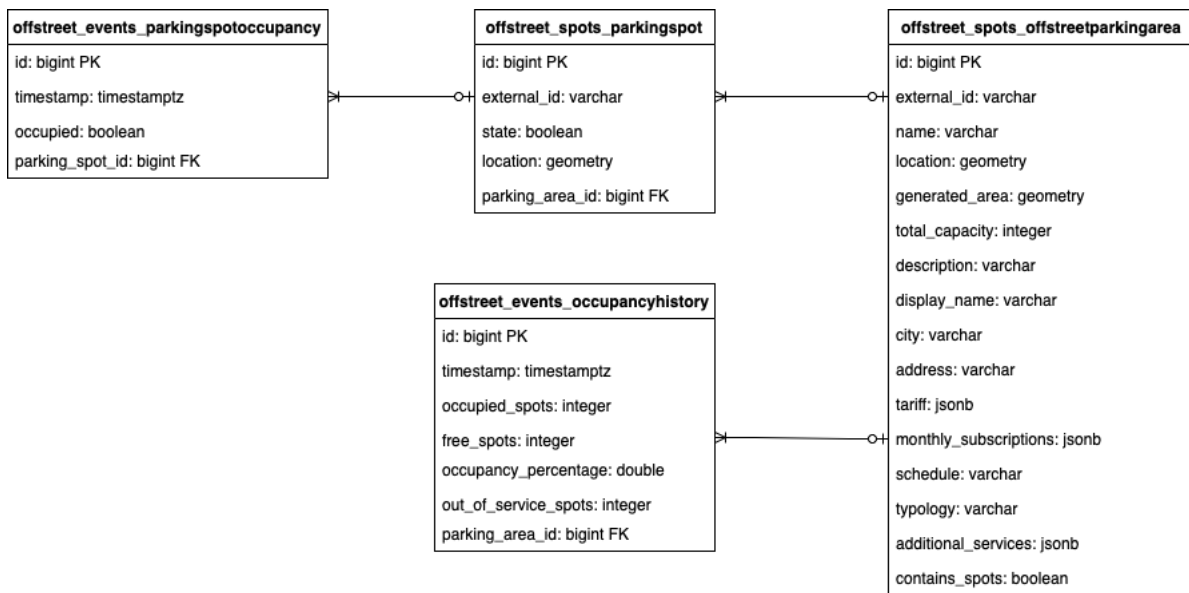 offstreet_events_parkingspotoccupancy
id: bigint PK
timestamp: timestamptz
occupied: boolean
parking_spot_id: bigint FK
offstreet_spots_parkingspot
id: bigint PK
external_id: varchar
state: boolean
location: geometry
parking_area_id: bigint FK
offstreet_spots_offstreetparkingarea
id: bigint PK
external_id: varchar
name: varchar
location: geometry
generated_area: geometry
total_capacity: integer
description: varchar
display_name: varchar
city: varchar
address: varchar
tariff: jsonb
monthly_subscriptions: jsonb
schedule: varchar
typology: varchar
additional_services: jsonb
contains_spots: boolean
offstreet_events_occupancyhistory
id: bigint PK
timestamp: timestamptz
occupied_spots: integer
free_spots: integer
occupancy_percentage: double
out_of_service_spots: integer
parking_area_id: bigint FK